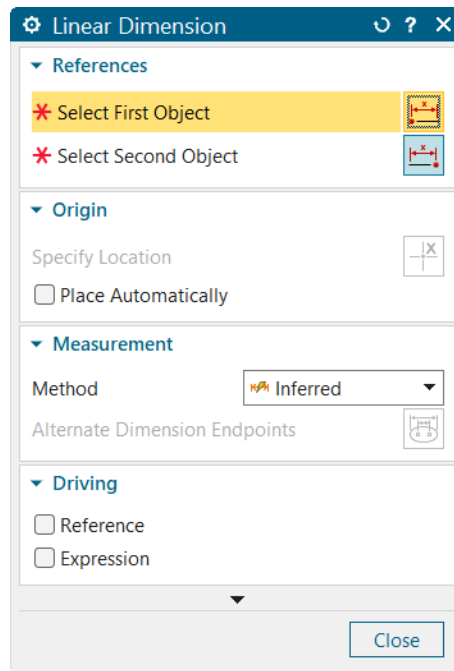 Linear Dimension ?
References
* Select First Object
* Select Second Object
Origin
Specify Location
Place Automatically
Measurement
Method Inferred
Alternate Dimension Endpoints
Driving
Reference
Expression
Close